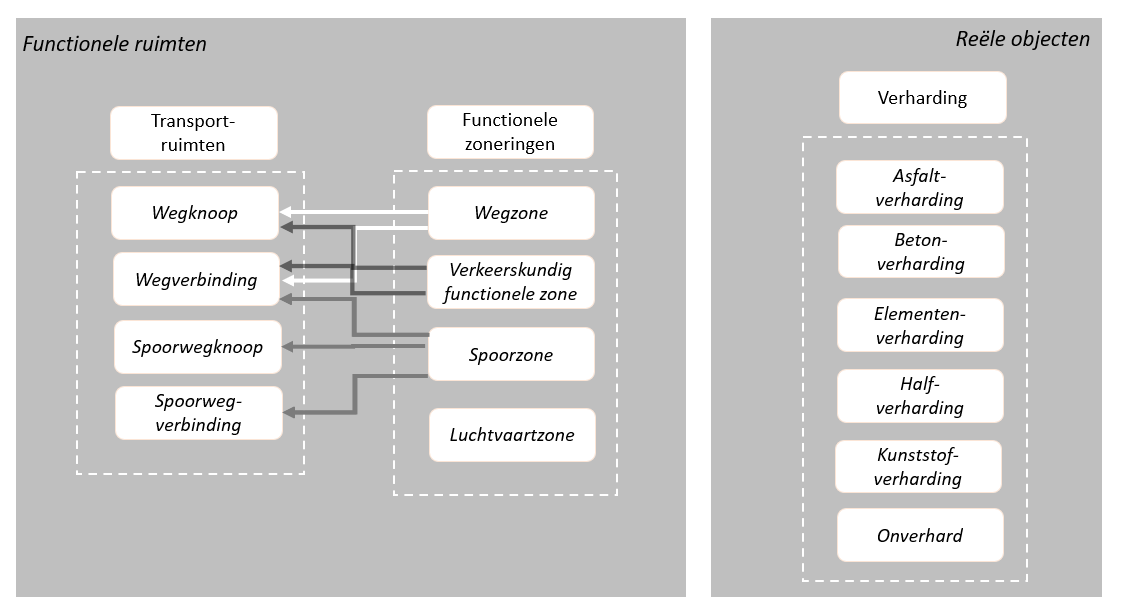 Functionele ruimten
Transport-
ruimten
Wegknoop
Wegverbinding
Spoorwegknoop
Spoorweg-
verbinding
Functionele
zoneringen
Wegzone
Verkeerskundig
functionele zone
Spoorzone
Luchtvaartzone
Reële objecten
Verharding
Asfalt-
verharding
Beton-
verharding
Elementen-
verharding
Half-
verharding
Kunststof-
verharding
Onverhard